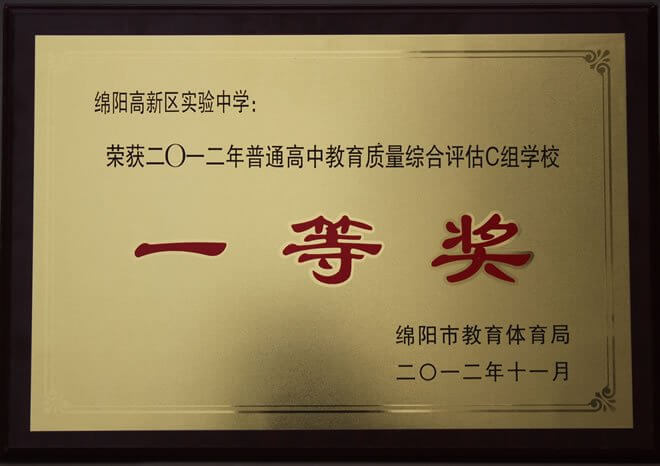 绵阳高新区实验中学：
荣获二〇一二年普通高中教育质量综合评估C组学校
一等奖
绵阳市教育体育局
二〇一二年十一月